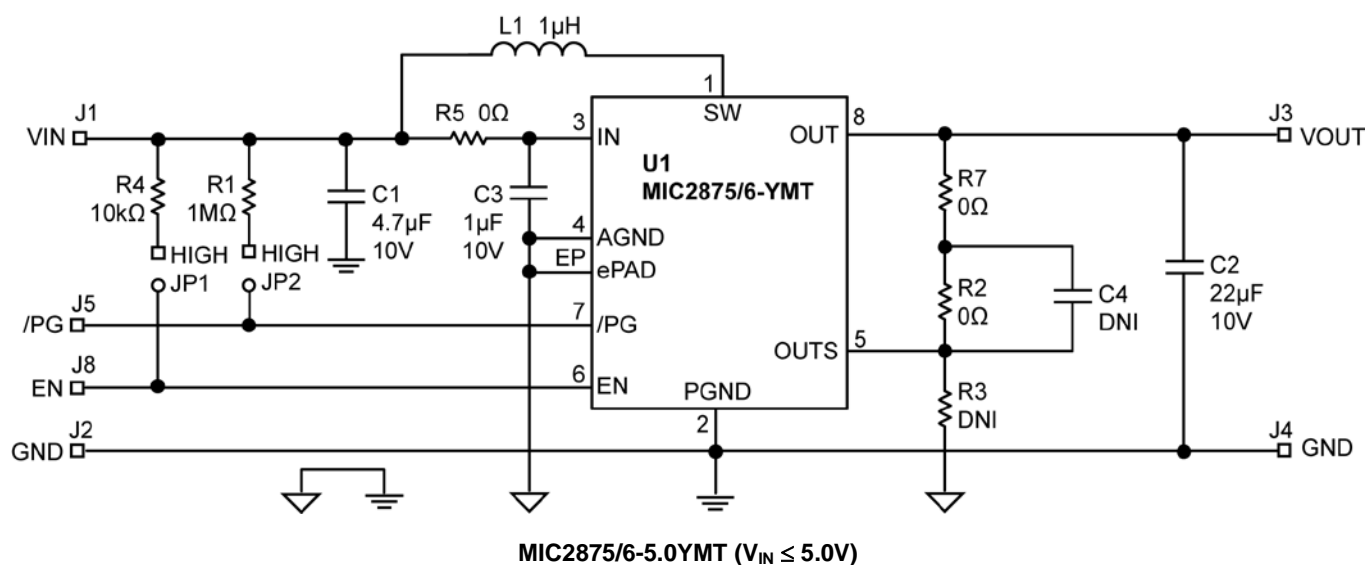 L1 1µH
1
SW
J1
VIN
R5 0Ω
3
IN
OUT
8
J3
VOUT
U1
MIC2875/6-YMT
R4
10kΩ
R1
1MΩ
C1
4.7µF
10V
C3
1µF
10V
R7
0Ω
4
AGND
HIGH
HIGH
EP
ePAD
JP1
JP2
R2
0Ω
C4
DNI
C2
22µF
10V
J5
/PG
7
/PG
OUTS
5
J8
EN
6
EN
PGND
2
R3
DNI
J2
GND
J4
GND
MIC2875/6-5.0YMT (VIN ≤ 5.0V)